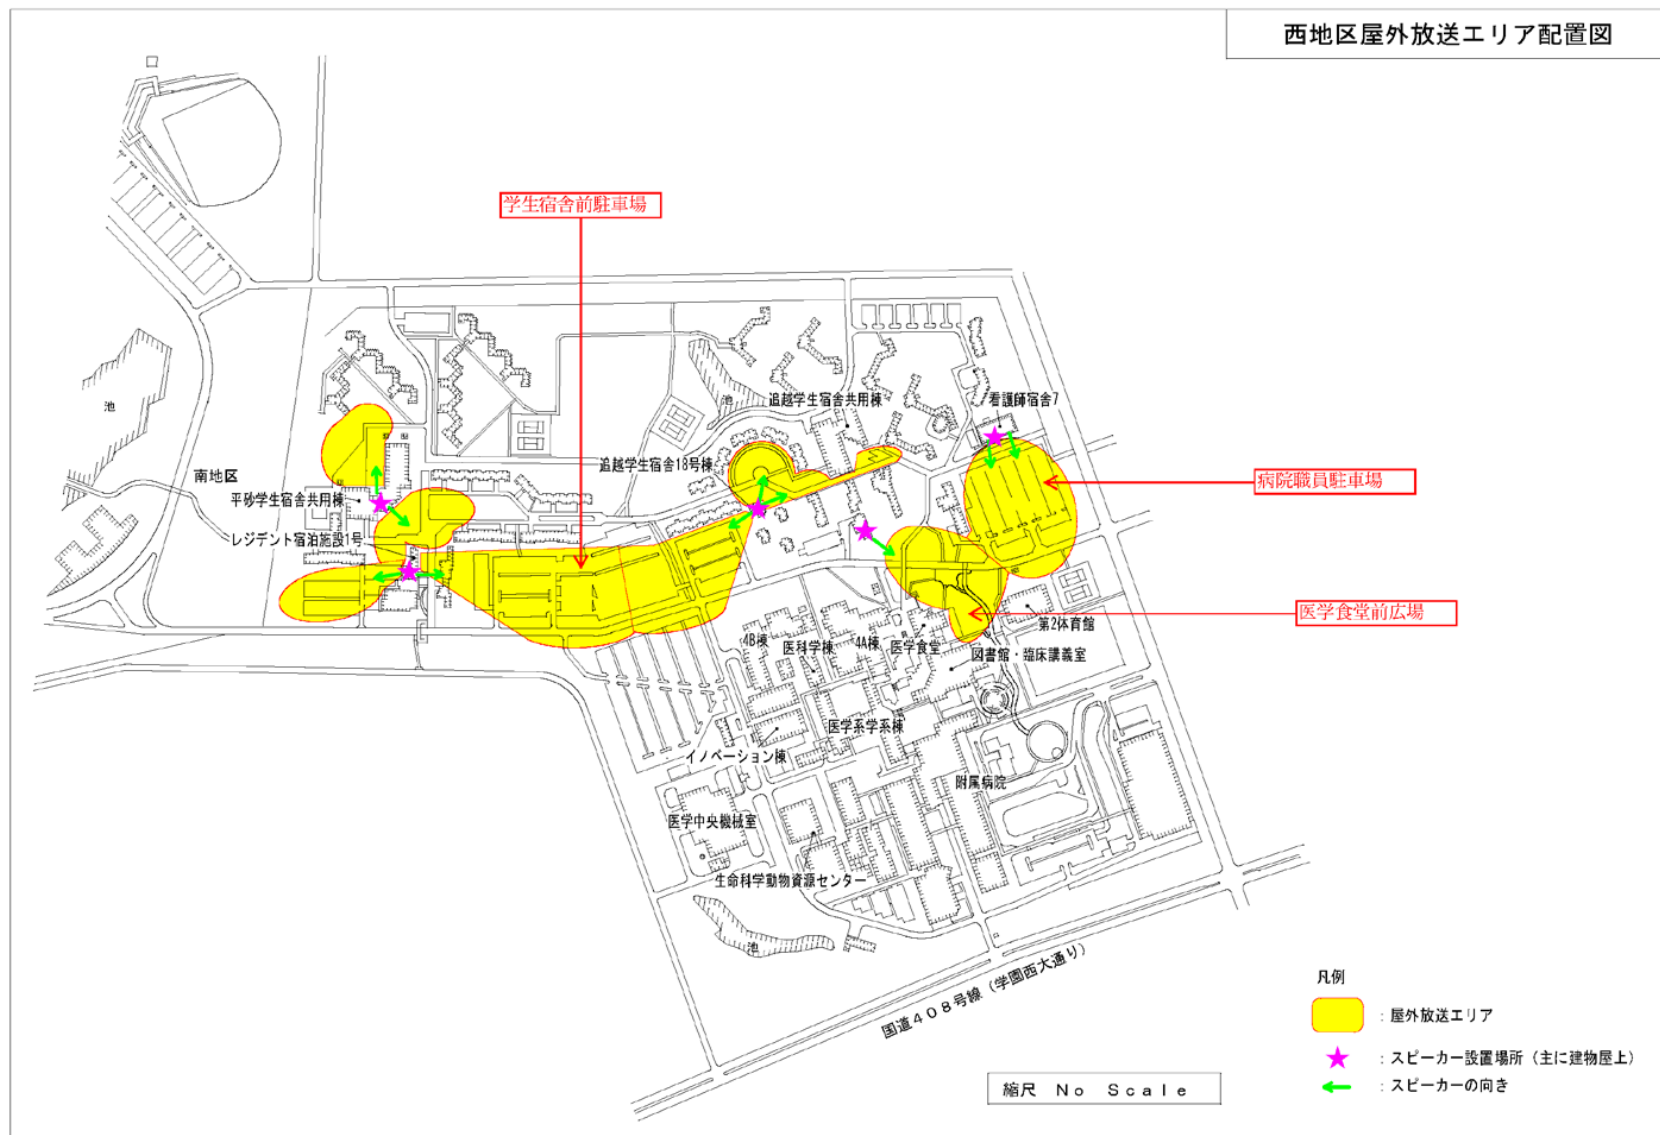 西地区屋外放送エリア配置図
学生宿舎前駐車場
池
池
追越学生宿舎共用棟
看護師宿舎7
追越学生宿舎18号棟
南地区
病院職員駐車場
平砂学生宿舎共用棟
レジデント宿泊施設1号
医学食堂前広場
第2体育館
4B棟
医科学棟
4A棟
医学食堂
図書館・臨床講義室
医学系学系棟
イノベーション棟
附属病院
医学中央機械室
生命科学動物資源センター
池
国道408号線(学園西大通り)
凡例
:屋外放送エリア
:スピーカー設置場所(主に建物屋上)
:スピーカーの向き
縮尺 No Scale